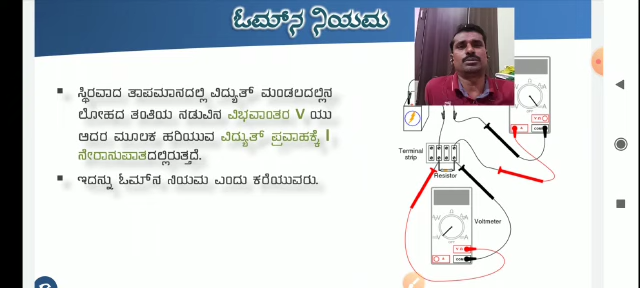 ಓಮ್‌ನ ನಿಯಮ
ಸ್ಥಿರವಾದ ತಾಪಮಾನದಲ್ಲಿ ವಿದ್ಯುತ್ ಮಂಡಲದಲ್ಲಿನ
ಲೋಹದ ತಂತಿಯ ನಡುವಿನ ವಿಭವಾಂತರ V ಯು
ಆದರ ಮೂಲಕ ಹರಿಯುವ ವಿದ್ಯುತ್ ಪ್ರವಾಹಕ್ಕೆ I
ನೇರಾನುಪಾತದಲ್ಲಿರುತ್ತದೆ.
ಇದನ್ನು ಓಮ್‌ನ ನಿಯಮ ಎಂದು ಕರೆಯುವರು.
Terminal
strip
Resistor
Voltmeter